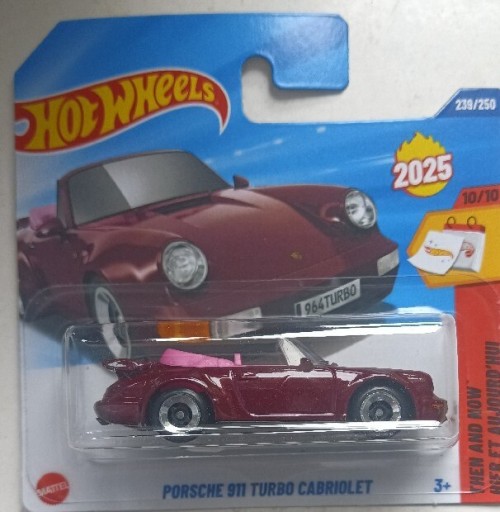 HOT WHEELS
239/250
2025
10/10
964TURBO
THEN AND NOW
HIER ET AUJOURD'HUI
MATTEL
PORSCHE 911 TURBO CABRIOLET
3+